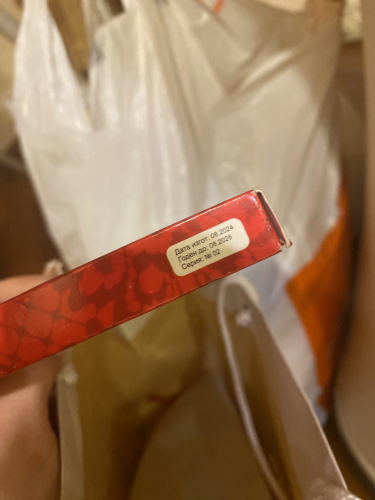 Дата изгот: 08.2024
Годен до: 08.2026
Серия: № 02